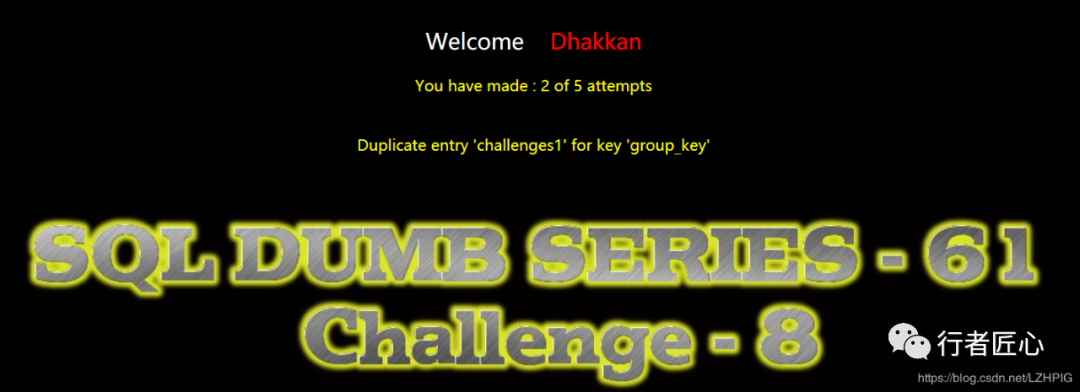 Welcome Dhakkan
You have made : 2 of 5 attempts
Duplicate entry 'challenges1' for key 'group_key'
SQL DUMB SERIES - 61
Challenge - 8
行者匠心
https://blog.csdn.net/LZHPIG